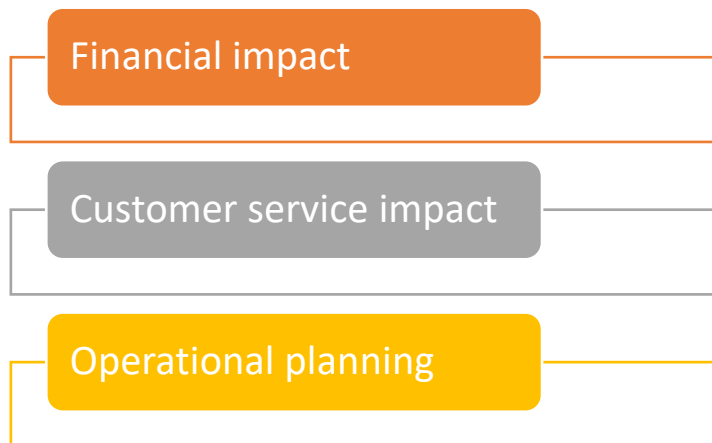 Financial impact
Customer service impact
Operational planning